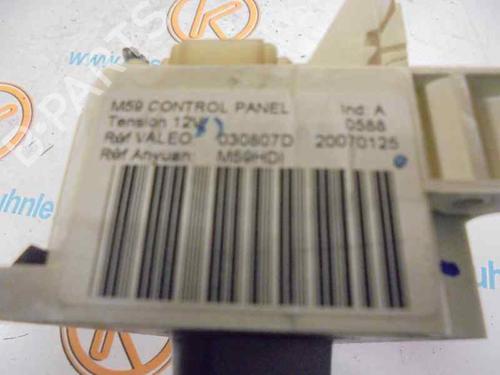 M59 CONTROL PANEL Ind: A
Tension 12V 0588
Réf VALEO 030807D 20070125
Réf Anyuan: M59HDI